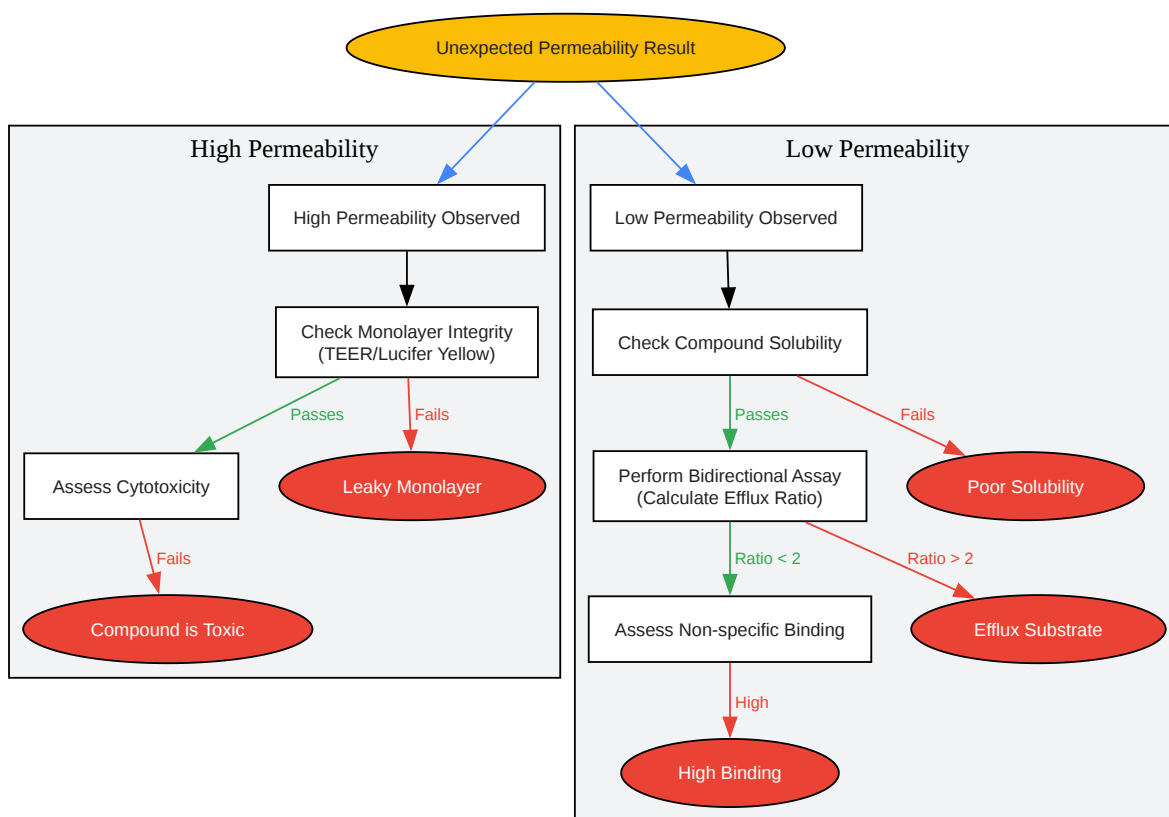 Unexpected Permeability Result
High Permeability
Low Permeability
High Permeability Observed
Low Permeability Observed
Check Monolayer Integrity
(TEER/Lucifer Yellow)
Check Compound Solubility
Passes
Fails
Passes
Fails
Assess Cytotoxicity
Leaky Monolayer
Perform Bidirectional Assay
(Calculate Efflux Ratio)
Poor Solubility
Fails
Ratio < 2
Ratio > 2
Compound is Toxic
Assess Non-specific Binding
Efflux Substrate
High
High Binding